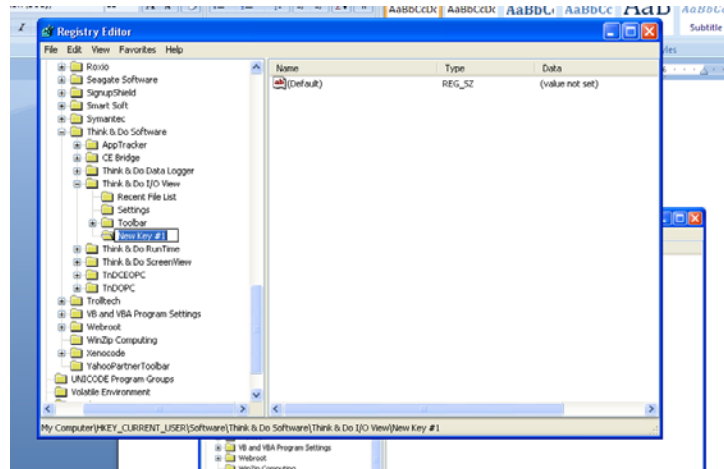 AaBbCcDc AaBbCcDc AaBbC AaBbCc AaB AaBbCc
Subtitle
Registry Editor
File Edit View Favorites Help
Roxio
Seagate Software
SignupShield
Smart Soft
Symantec
Think & Do Software
AppTracker
CE Bridge
Think & Do Data Logger
Think & Do I/O View
Recent File List
Settings
Toolbar
New Key #1
Think & Do RunTime
Think & Do ScreenView
TnDCEOPC
TnDOPC
Trolltech
VB and VBA Program Settings
Webroot
WinZip Computing
Xenocode
YahooPartnerToolbar
UNICODE Program Groups
Volatile Environment
Name Type Data
(Default) REG_SZ (value not set)
My Computer\HKEY_CURRENT_USER\Software\Think & Do Software\Think & Do I/O View\New Key #1
VB and VBA Program Settings
Webroot
WinZip Computing